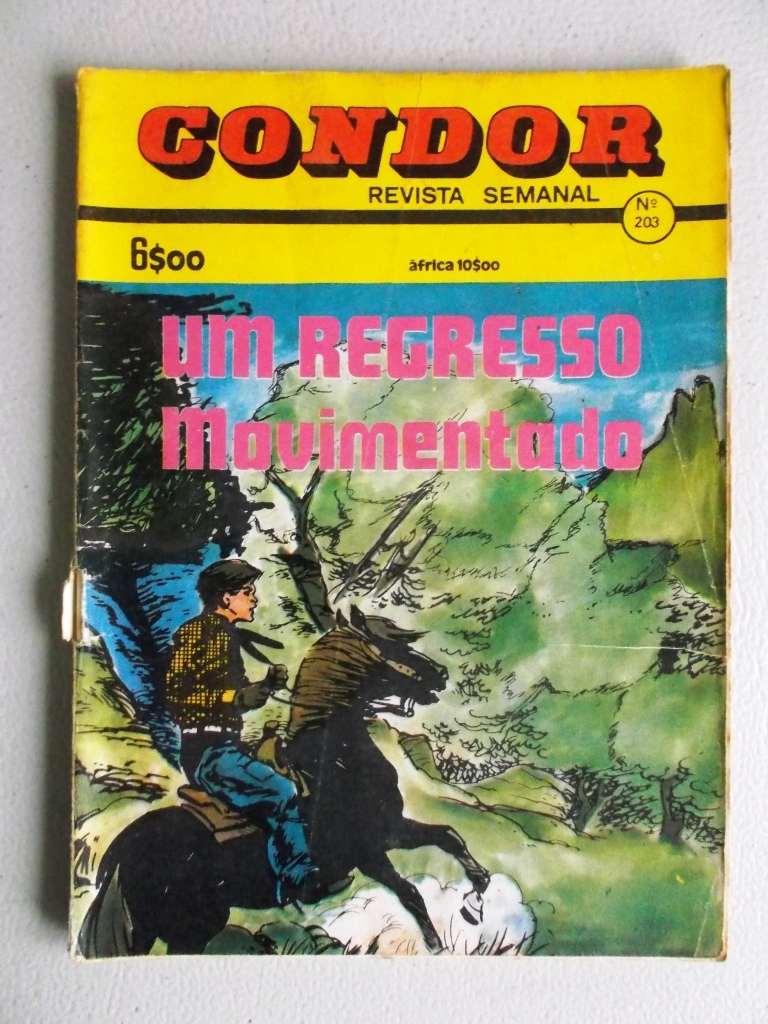 CONDOR
REVISTA SEMANAL
Nº
203
6$00
áfrica 10$00
UM REGRESSO
Movimentado